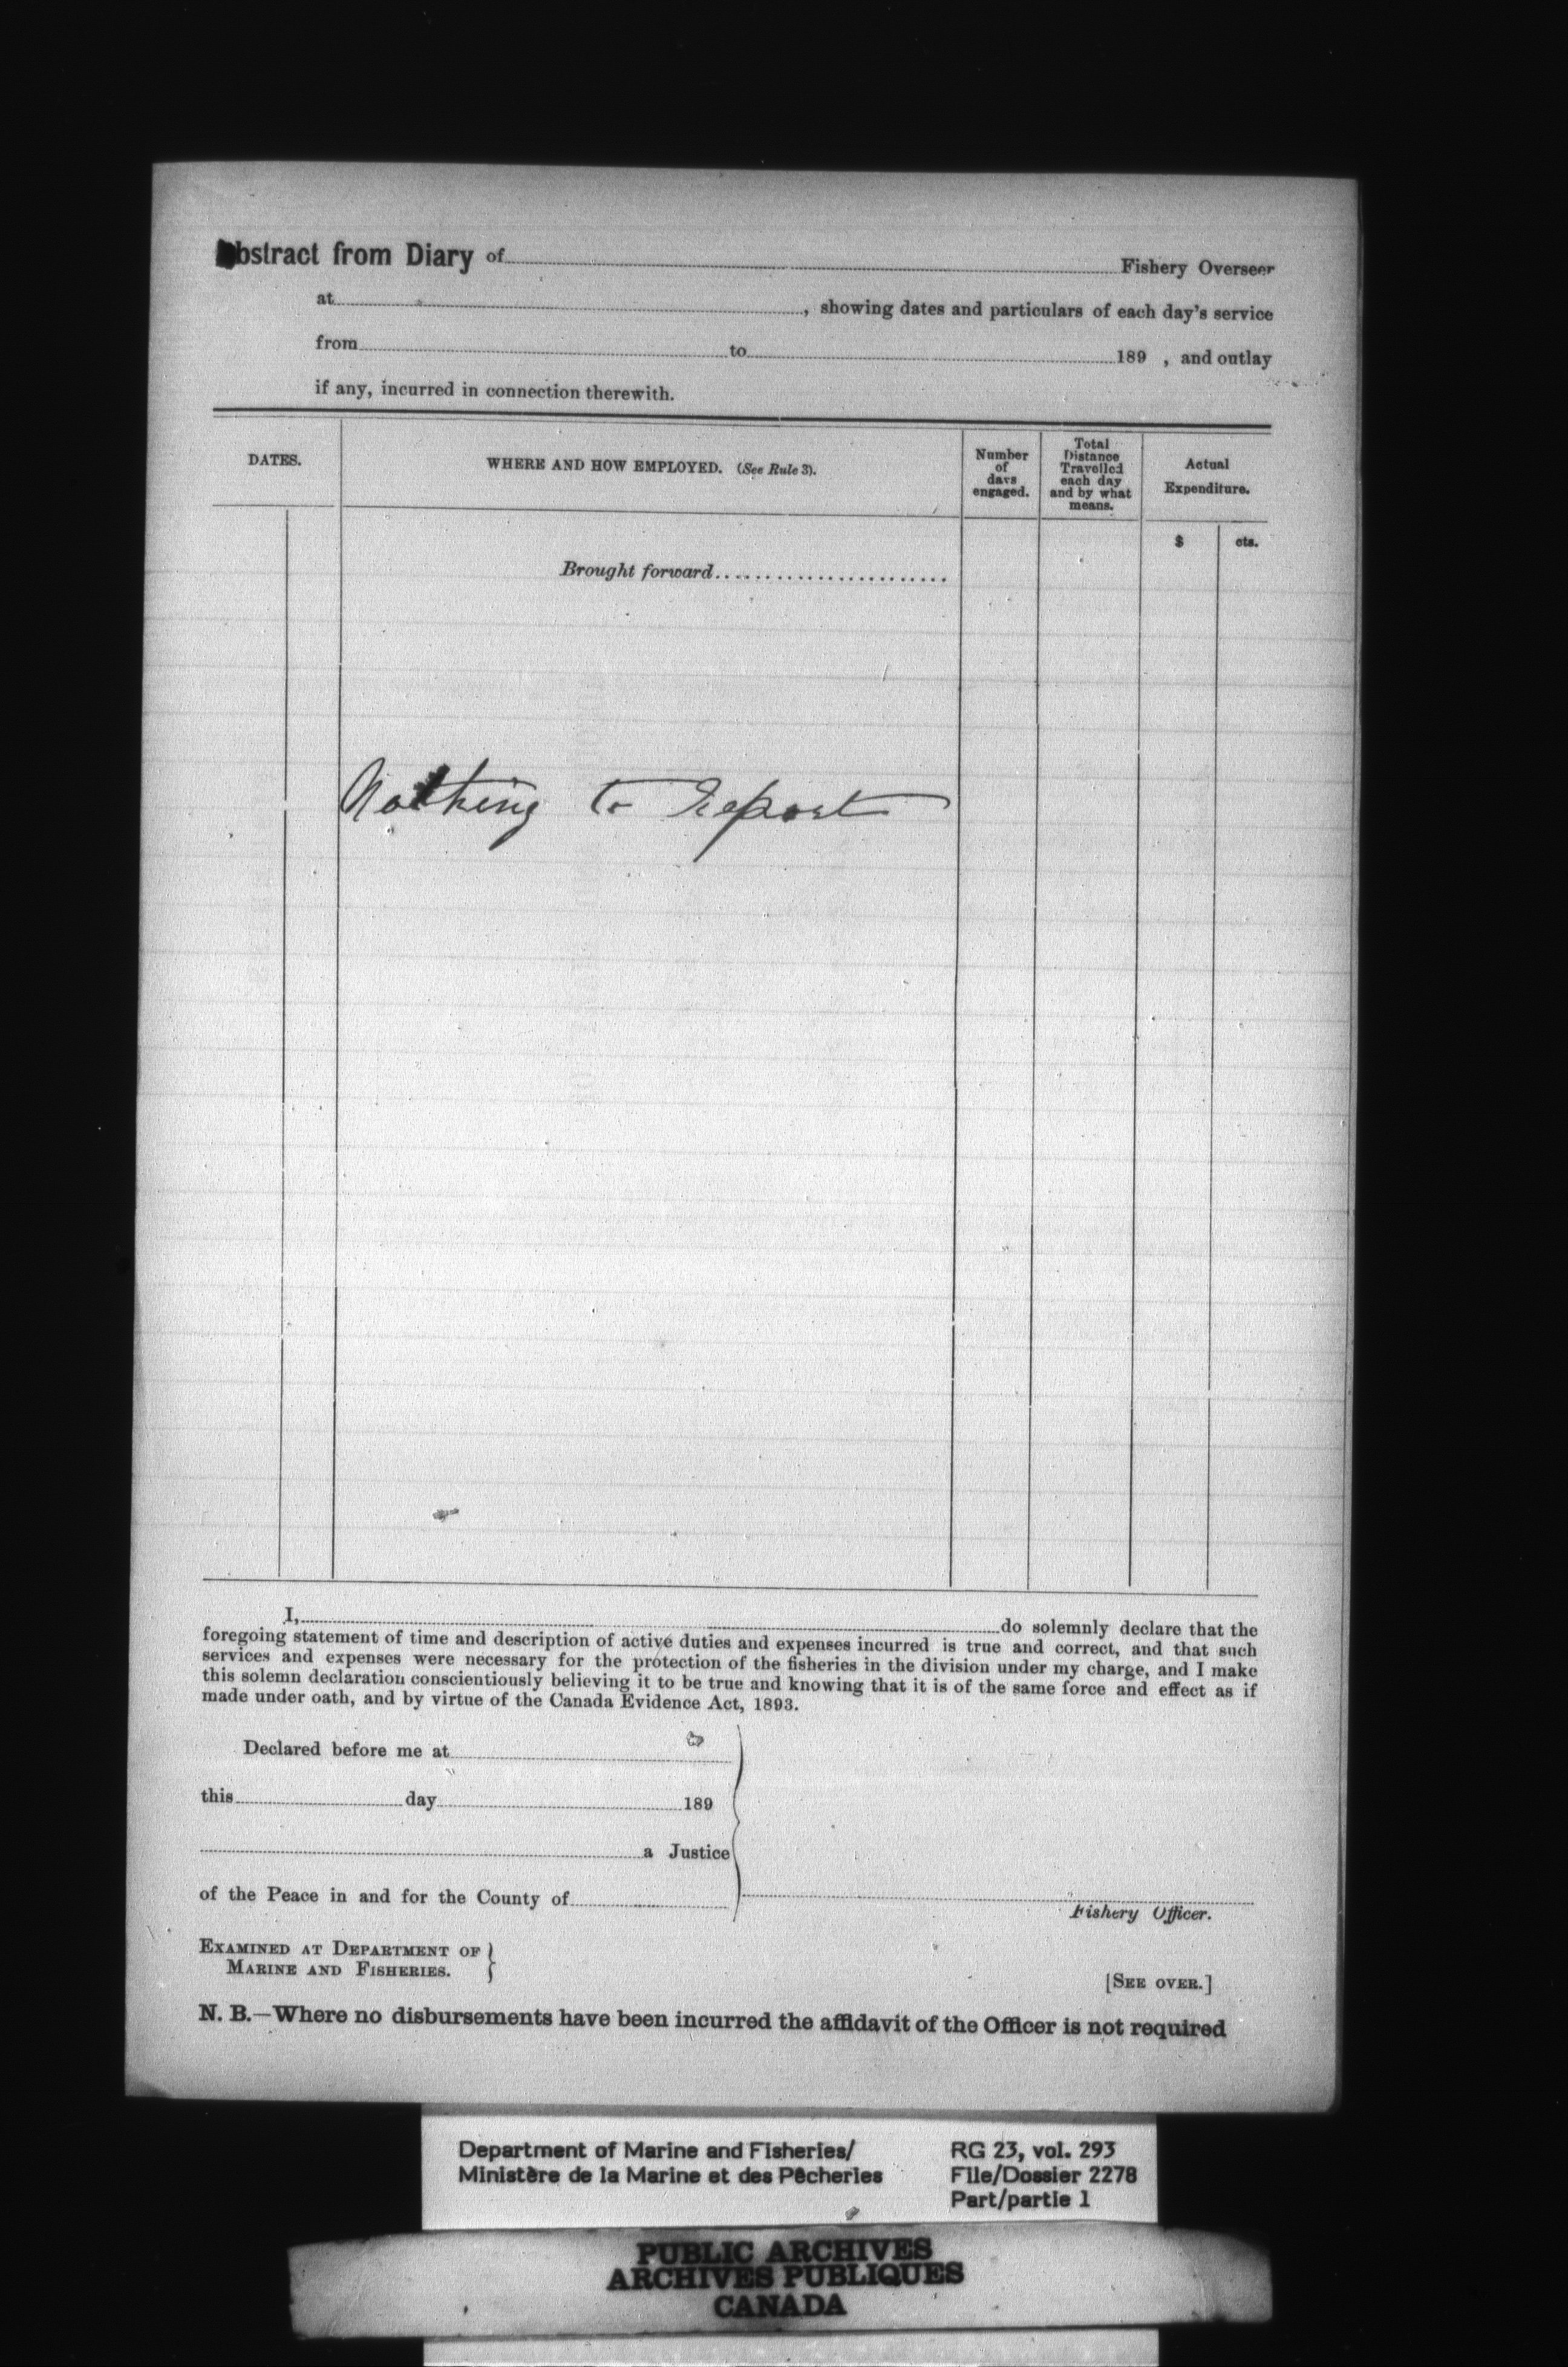 Abstract from Diary of Fishery Overseer
at , showing dates and particulars of each day's service
from to 189 , and outlay
if any, incurred in connection therewith.
DATES.
WHERE AND HOW EMPLOYED. (See Rule 3).
Number
of
days
engaged.
Total
Distance
Travelled
each day
and by what
means.
Actual
Expenditure.
$ cts.
Brought forward
Nothing to Report
I, do solemnly declare that the
foregoing statement of time and description of active duties and expenses incurred is true and correct, and that such
services and expenses were necessary for the protection of the fisheries in the division under my charge, and I make
this solemn declaration conscientiously believing it to be true and knowing that it is of the same force and effect as if
made under oath, and by virtue of the Canada Evidence Act, 1893.
Declared before me at
this day 189
a Justice
of the Peace in and for the County of
Fishery Officer.
EXAMINED AT DEPARTMENT OF
MARINE AND FISHERIES.
[SEE OVER.]
N. B.—Where no disbursements have been incurred the affidavit of the Officer is not required
Department of Marine and Fisheries/
Ministère de la Marine et des Pêcheries
RG 23, vol. 293
File/Dossier 2278
Part/partie 1
PUBLIC ARCHIVES
ARCHIVES PUBLIQUES
CANADA